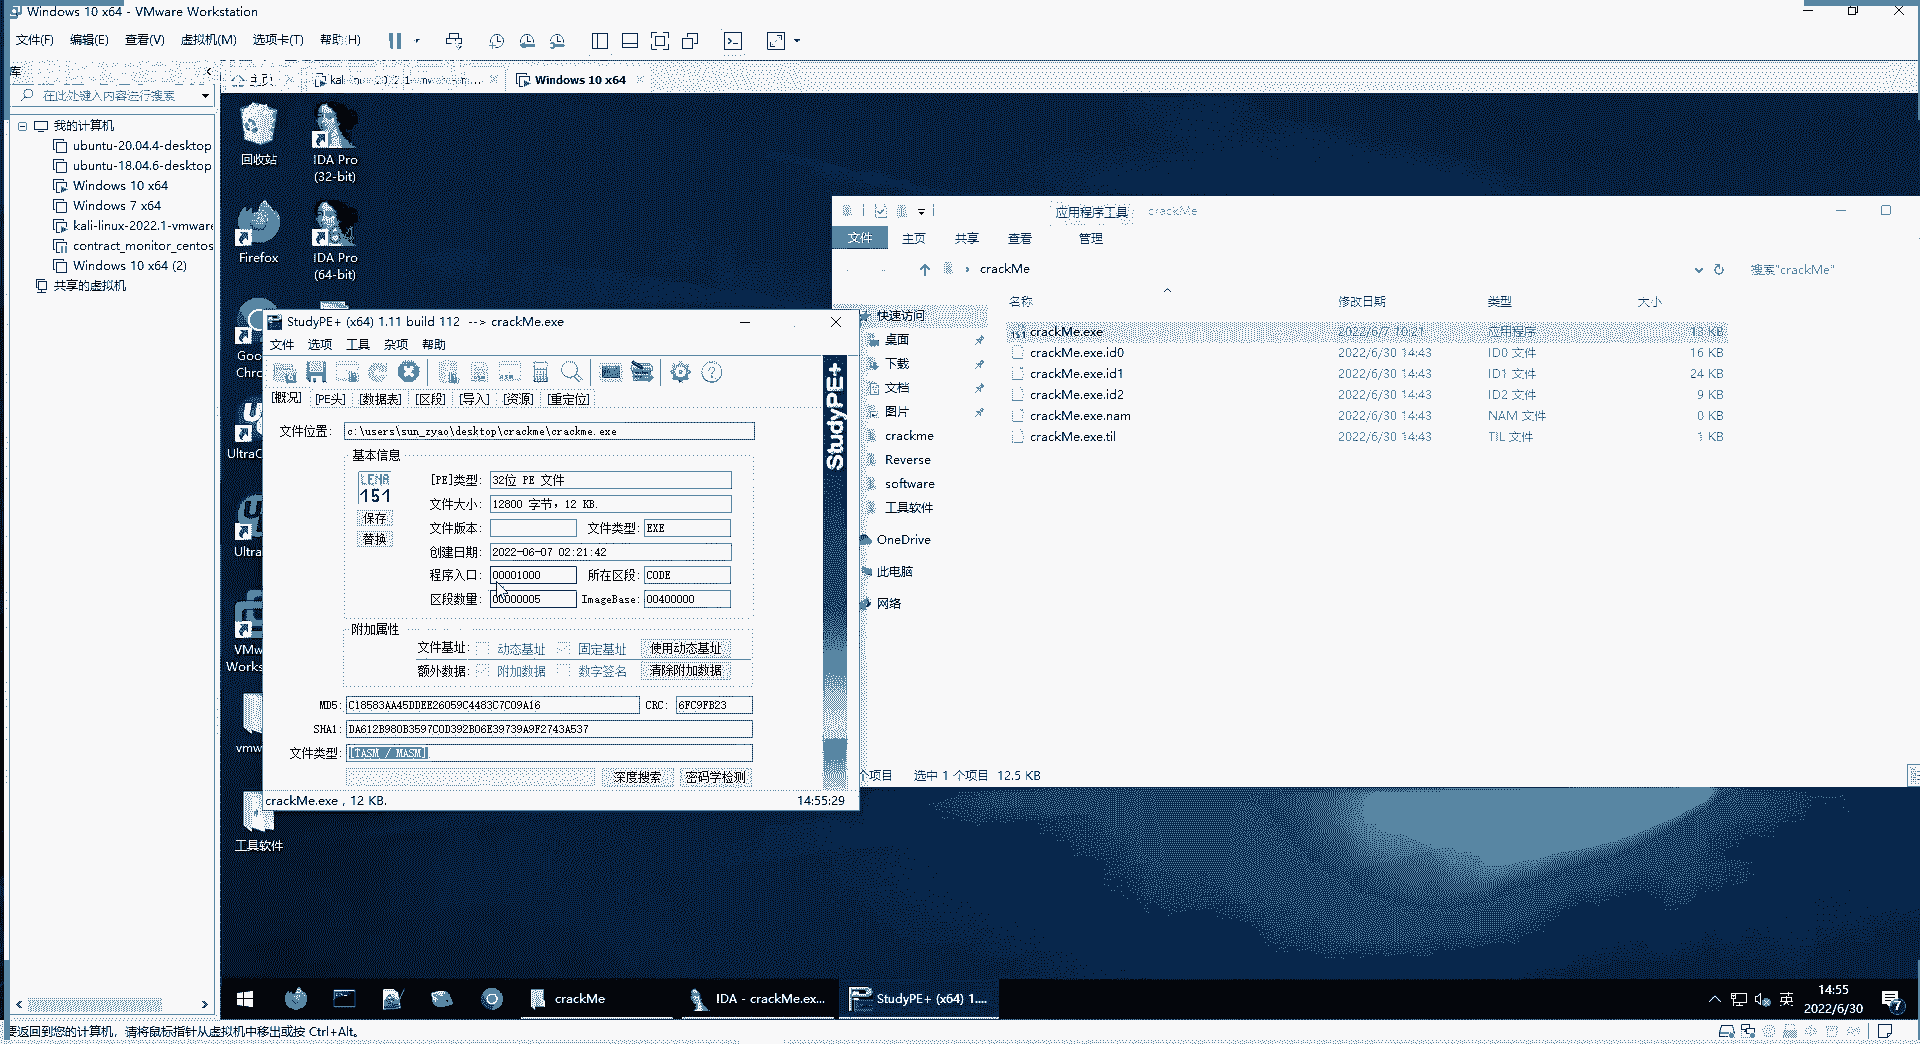 Windows 10 x64 - VMware Workstation
文件(F) 编辑(E) 查看(V) 虚拟机(M) 选项卡(T) 帮助(H)
库
在此处键入内容进行搜索
我的计算机
ubuntu-20.04.4-desktop
ubuntu-18.04.6-desktop
Windows 10 x64
Windows 7 x64
kali-linux-2022.1-vmware
contract_monitor_centos
Windows 10 x64 (2)
共享的虚拟机
主页
Windows 10 x64
回收站
IDA Pro
(32-bit)
Firefox
IDA Pro
(64-bit)
Goo
Chrc
UltraC
Ultra
VMw
Works
vmw
工具软件
StudyPE+ (x64) 1.11 build 112 --> crackMe.exe
文件 选项 工具 杂项 帮助
[概况] [PE头] [数据表] [区段] [导入] [资源] [重定位]
文件位置: c:\users\sun_zyao\desktop\crackme\crackme.exe
基本信息
LENA
151
保存
替换
[PE]类型: 32位 PE 文件
文件大小: 12800 字节, 12 KB.
文件版本: 文件类型: EXE
创建日期: 2022-06-07 02:21:42
程序入口: 00001000 所在区段: CODE
区段数量: 00000005 ImageBase: 00400000
附加属性
文件基址: 动态基址 固定基址 使用动态基址
额外数据: 附加数据 数字签名 清除附加数据
MD5: C18583AA45DDEE26059C4483C7C09A16 CRC: 6FC9FB23
SHA1: DA612B980B3597C0D392B06E39739A9F2743A537
文件类型: [TASM / MASM]
深度搜索 密码学检测
crackMe.exe , 12 KB. 14:55:29
StudyPE+
应用程序工具 crackMe
文件 主页 共享 查看 管理
crackMe
搜索"crackMe"
名称 修改日期 类型 大小
crackMe.exe 2022/6/7 10:21 应用程序 13 KB
crackMe.exe.id0 2022/6/30 14:43 ID0 文件 16 KB
crackMe.exe.id1 2022/6/30 14:43 ID1 文件 24 KB
crackMe.exe.id2 2022/6/30 14:43 ID2 文件 9 KB
crackMe.exe.nam 2022/6/30 14:43 NAM 文件 0 KB
crackMe.exe.til 2022/6/30 14:43 TIL 文件 1 KB
快速访问
桌面
下载
文档
图片
crackme
Reverse
software
工具软件
OneDrive
此电脑
网络
个项目 选中 1 个项目 12.5 KB
crackMe
IDA - crackMe.ex...
StudyPE+ (x64) 1....
英
14:55
2022/6/30
7
要返回到您的计算机，请将鼠标指针从虚拟机中移出或按 Ctrl+Alt。